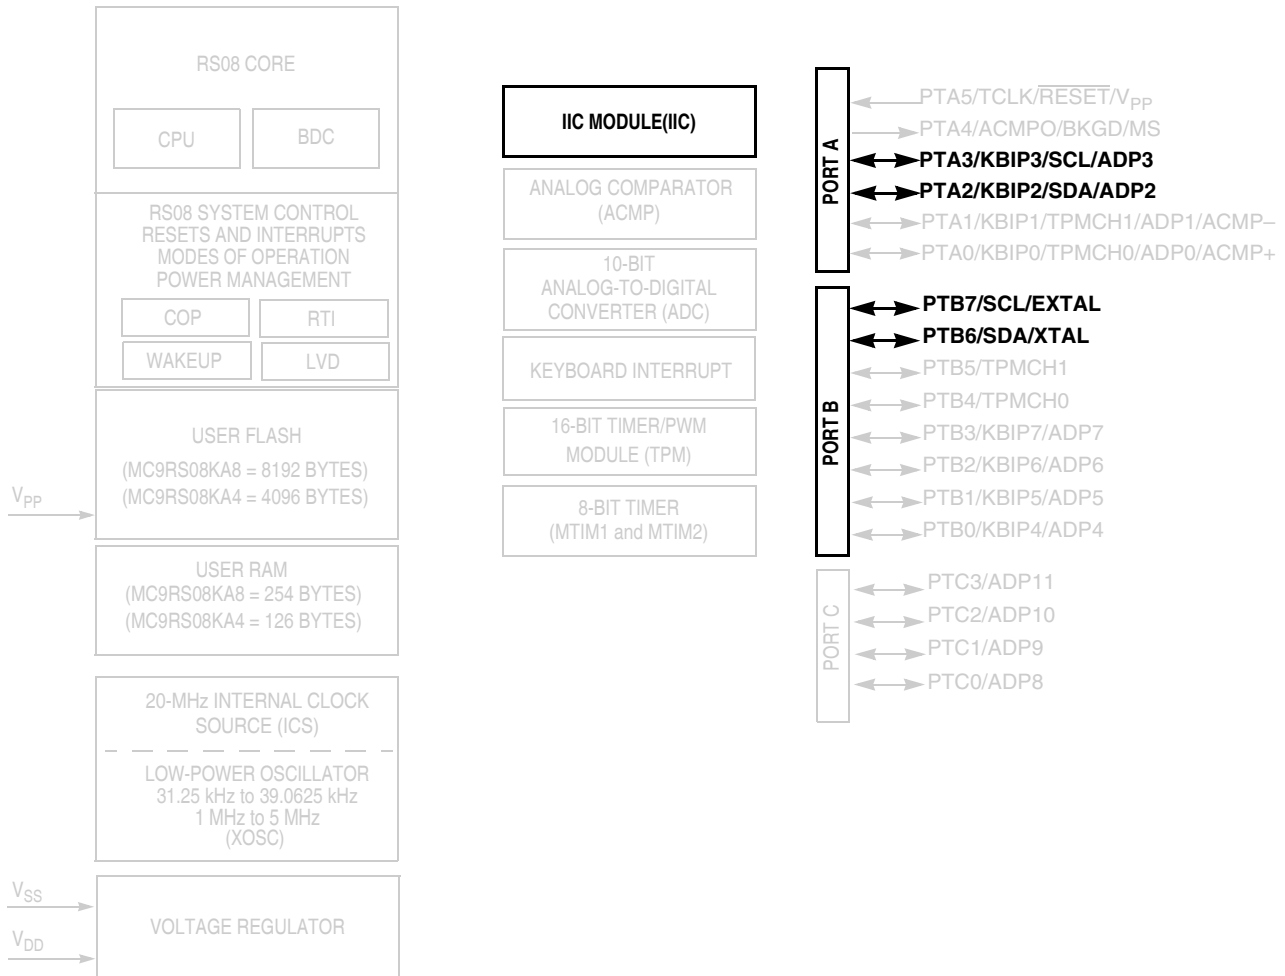 RS08 CORE
CPU
BDC
RS08 SYSTEM CONTROL
RESETS AND INTERRUPTS
MODES OF OPERATION
POWER MANAGEMENT
COP
RTI
WAKEUP
LVD
USER FLASH
(MC9RS08KA8 = 8192 BYTES)
(MC9RS08KA4 = 4096 BYTES)
VPP
USER RAM
(MC9RS08KA8 = 254 BYTES)
(MC9RS08KA4 = 126 BYTES)
20-MHz INTERNAL CLOCK
SOURCE (ICS)
LOW-POWER OSCILLATOR
31.25 kHz to 39.0625 kHz
1 MHz to 5 MHz
(XOSC)
VSS
VDD
VOLTAGE REGULATOR
IIC MODULE(IIC)
ANALOG COMPARATOR
(ACMP)
10-BIT
ANALOG-TO-DIGITAL
CONVERTER (ADC)
KEYBOARD INTERRUPT
16-BIT TIMER/PWM
MODULE (TPM)
8-BIT TIMER
(MTIM1 and MTIM2)
PORT A
PTA5/TCLK/RESET/VPP
PTA4/ACMPO/BKGD/MS
PTA3/KBIP3/SCL/ADP3
PTA2/KBIP2/SDA/ADP2
PTA1/KBIP1/TPMCH1/ADP1/ACMP–
PTA0/KBIP0/TPMCH0/ADP0/ACMP+
PORT B
PTB7/SCL/EXTAL
PTB6/SDA/XTAL
PTB5/TPMCH1
PTB4/TPMCH0
PTB3/KBIP7/ADP7
PTB2/KBIP6/ADP6
PTB1/KBIP5/ADP5
PTB0/KBIP4/ADP4
PORT C
PTC3/ADP11
PTC2/ADP10
PTC1/ADP9
PTC0/ADP8